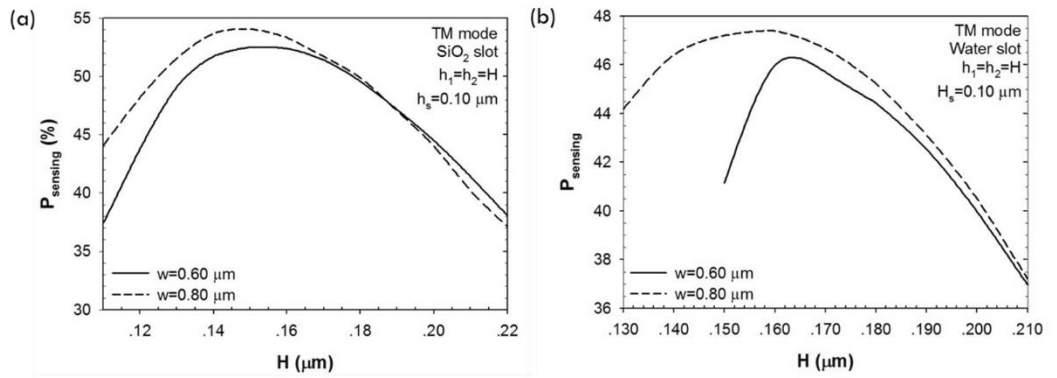 (a)
55
50
45
40
35
30
P_sensing (%)
TM mode
SiO₂ slot
h₁=h₂=H
hₛ=0.10 μm
w=0.60 μm
w=0.80 μm
.12 .14 .16 .18 .20 .22
H (μm)
(b)
48
46
44
42
40
38
36
P_sensing
TM mode
Water slot
h₁=h₂=H
Hₛ=0.10 μm
w=0.60 μm
w=0.80 μm
.130 .140 .150 .160 .170 .180 .190 .200 .210
H (μm)